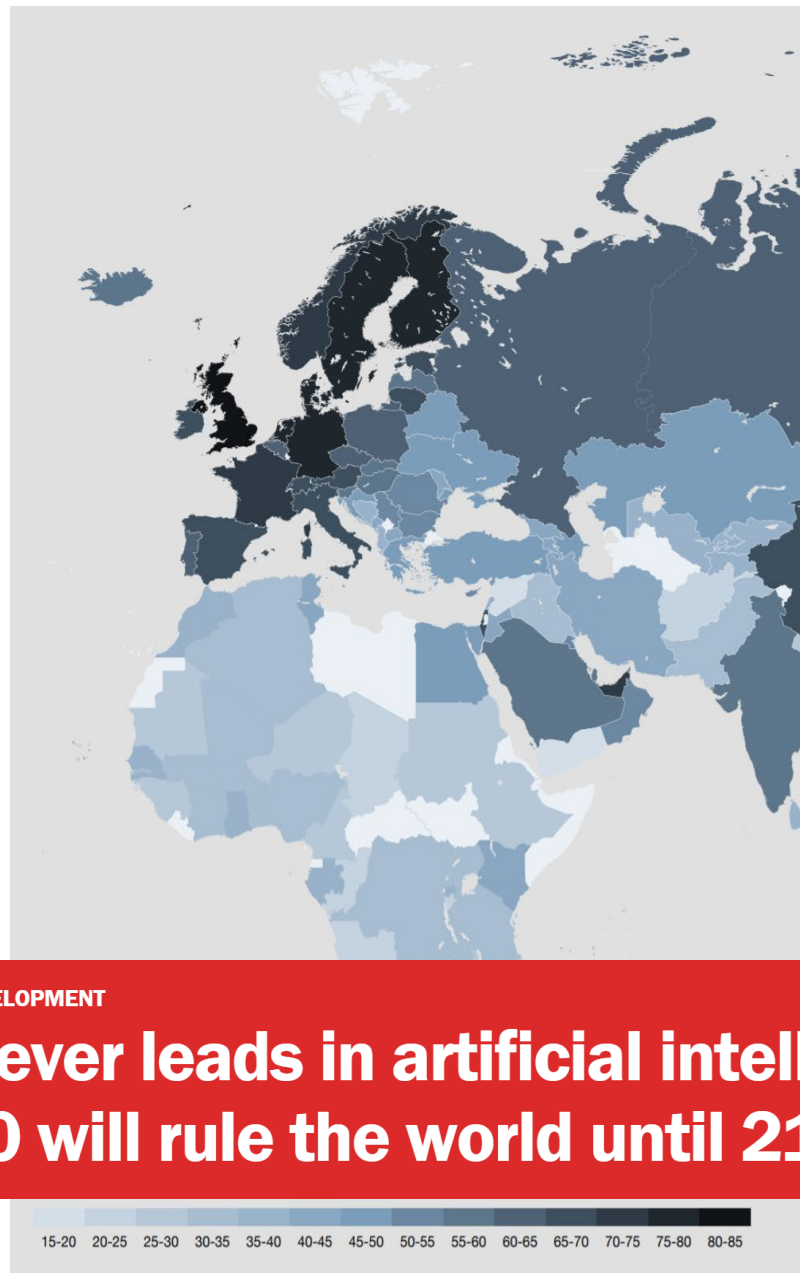 ELOPMENT
ever leads in artificial intell
0 will rule the world until 21
15-20 20-25 25-30 30-35 35-40 40-45 45-50 50-55 55-60 60-65 65-70 70-75 75-80 80-85